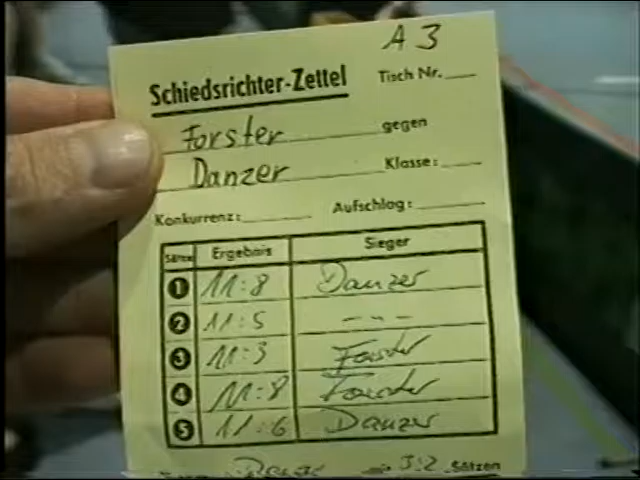 A 3
Schiedsrichter-Zettel Tisch Nr.
Forster gegen
Danzer Klasse:
Konkurrenz: Aufschlag:
Sätze Ergebnis Sieger
1 11:8 Danzer
2 11:5 - - -
3 11:3 Forster
4 11:8 Forster
5 11:6 Danzer
3:2 Sätzen